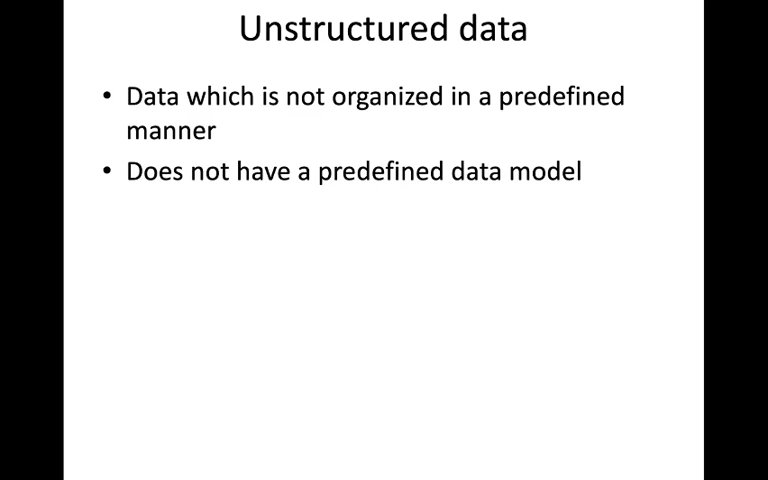 Unstructured data
• Data which is not organized in a predefined
manner
• Does not have a predefined data model